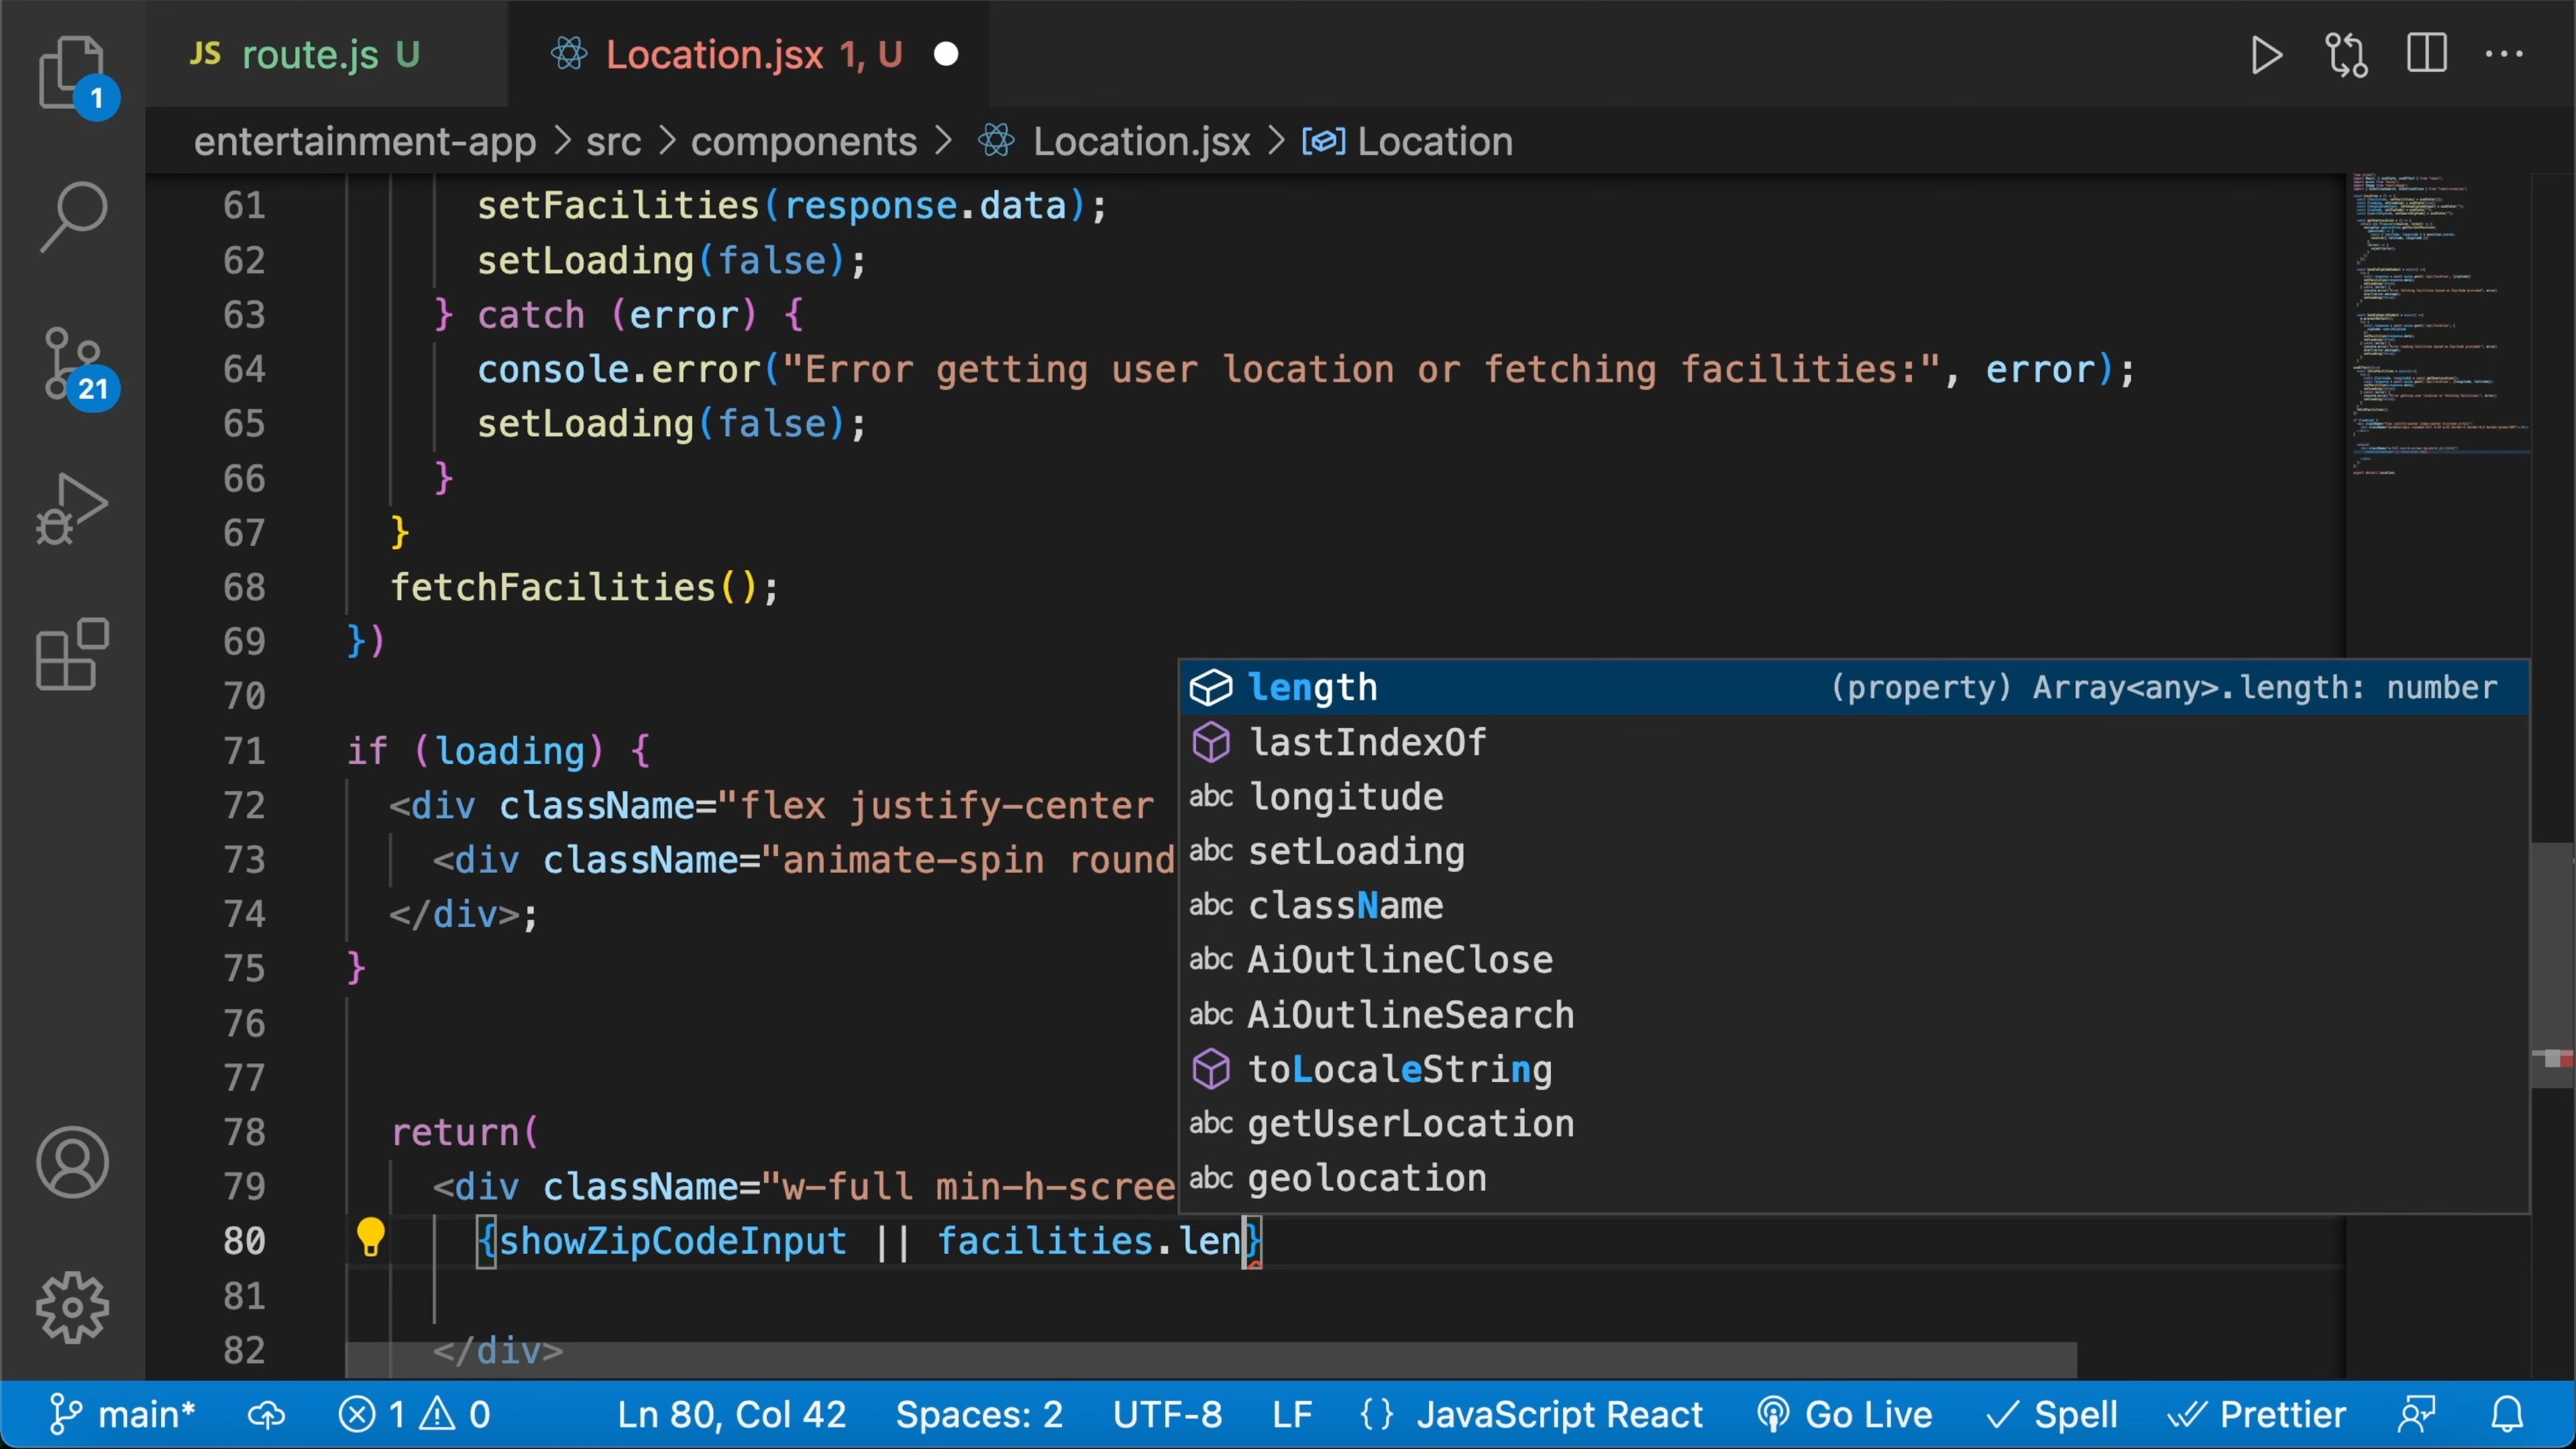 JS route.js U
Location.jsx 1, U
entertainment-app > src > components > Location.jsx > Location
61 setFacilities(response.data);
62 setLoading(false);
63 } catch (error) {
64 console.error("Error getting user location or fetching facilities:", error);
65 setLoading(false);
66 }
67 }
68 fetchFacilities();
69 })
70
71 if (loading) {
72 <div className="flex justify-center
73 <div className="animate-spin round
74 </div>;
75 }
76
77
78 return(
79 <div className="w-full min-h-scree
80 {showZipCodeInput || facilities.len}
81
82 </div>
length (property) Array<any>.length: number
lastIndexOf
abc longitude
abc setLoading
abc className
abc AiOutlineClose
abc AiOutlineSearch
toLocaleString
abc getUserLocation
abc geolocation
1
21
main* 1 0 Ln 80, Col 42 Spaces: 2 UTF-8 LF {} JavaScript React Go Live Spell Prettier